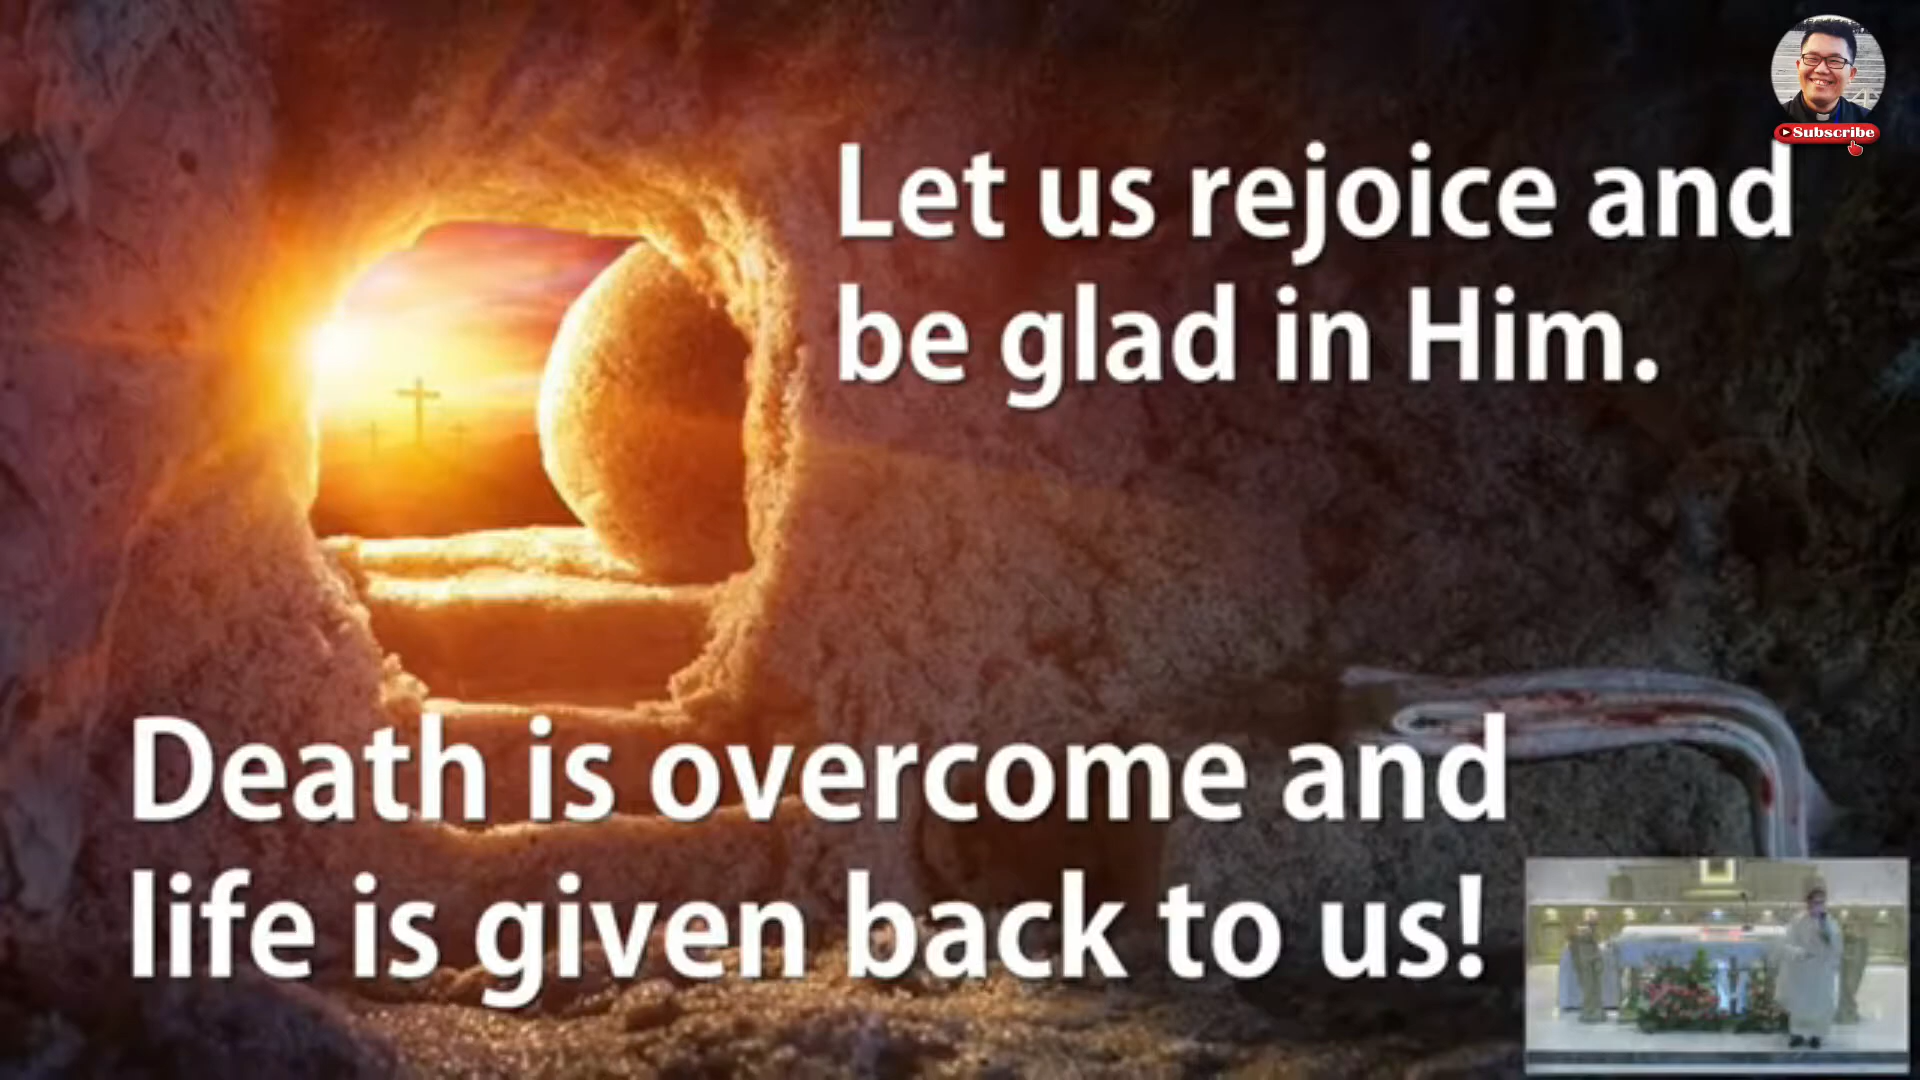 Subscribe
Let us rejoice and
be glad in Him.
Death is overcome and
life is given back to us!